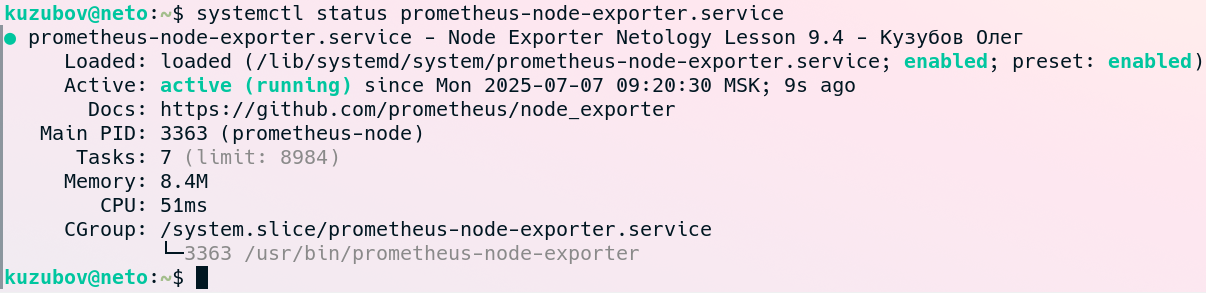 kuzubov@neto:~$ systemctl status prometheus-node-exporter.service
● prometheus-node-exporter.service - Node Exporter Netology Lesson 9.4 - Кузубов Олег
Loaded: loaded (/lib/systemd/system/prometheus-node-exporter.service; enabled; preset: enabled)
Active: active (running) since Mon 2025-07-07 09:20:30 MSK; 9s ago
Docs: https://github.com/prometheus/node_exporter
Main PID: 3363 (prometheus-node)
Tasks: 7 (limit: 8984)
Memory: 8.4M
CPU: 51ms
CGroup: /system.slice/prometheus-node-exporter.service
└─3363 /usr/bin/prometheus-node-exporter
kuzubov@neto:~$